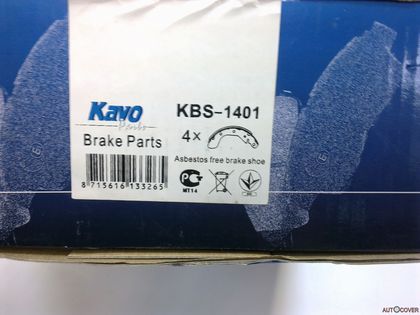 Kavo
Parts
Brake Parts
KBS-1401
4×
Asbestos free brake shoe
8 715616 133265
MT14
AUTOCOVER